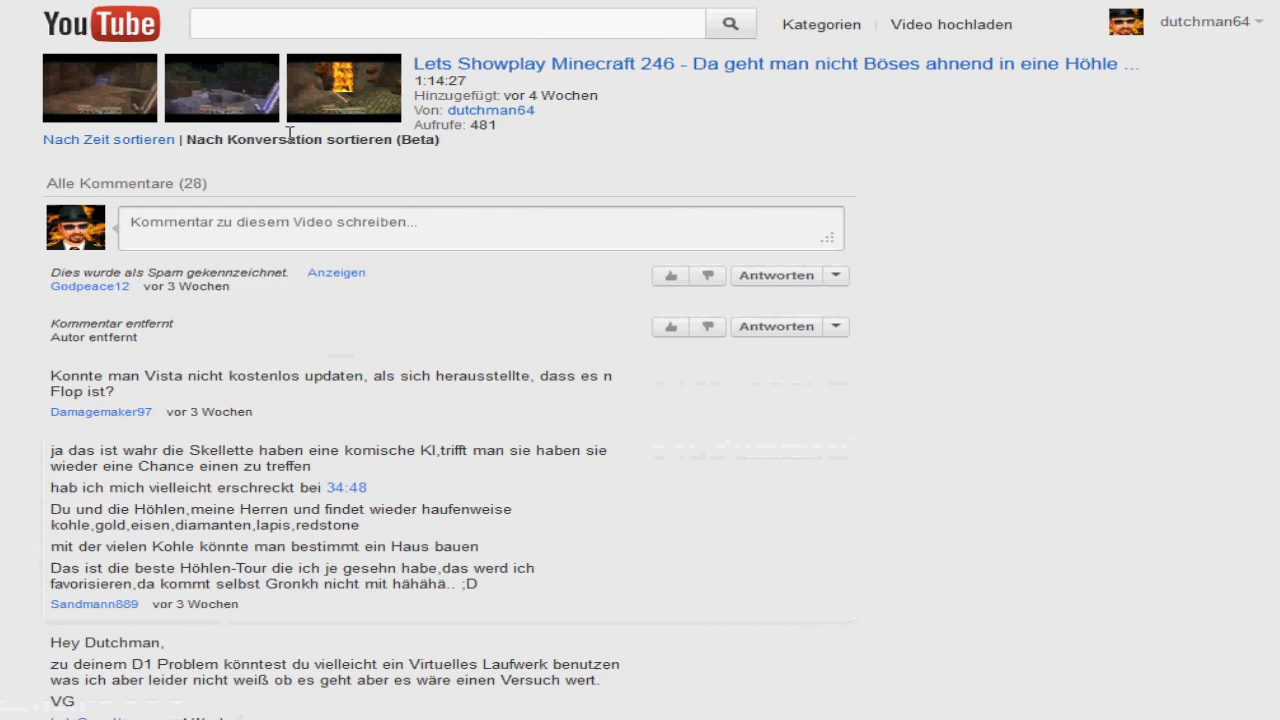 YouTube
Kategorien | Video hochladen
dutchman64
Lets Showplay Minecraft 246 - Da geht man nicht Böses ahnend in eine Höhle ...
1:14:27
Hinzugefügt: vor 4 Wochen
Von: dutchman64
Aufrufe: 481
Nach Zeit sortieren | Nach Konversation sortieren (Beta)
Alle Kommentare (28)
Kommentar zu diesem Video schreiben...
Dies wurde als Spam gekennzeichnet. Anzeigen
Godpeace12 vor 3 Wochen
Antworten
Kommentar entfernt
Autor entfernt
Antworten
Konnte man Vista nicht kostenlos updaten, als sich herausstellte, dass es n
Flop ist?
Damagemaker97 vor 3 Wochen
ja das ist wahr die Skellette haben eine komische KI,trifft man sie haben sie
wieder eine Chance einen zu treffen
hab ich mich vielleicht erschreckt bei 34:48
Du und die Höhlen,meine Herren und findet wieder haufenweise
kohle,gold,eisen,diamanten,lapis,redstone
mit der vielen Kohle könnte man bestimmt ein Haus bauen
Das ist die beste Höhlen-Tour die ich je gesehn habe,das werd ich
favorisieren,da kommt selbst Gronkh nicht mit hähähä.. ;D
Sandmann889 vor 3 Wochen
Hey Dutchman,
zu deinem D1 Problem könntest du vielleicht ein Virtuelles Laufwerk benutzen
was ich aber leider nicht weiß ob es geht aber es wäre einen Versuch wert.
VG